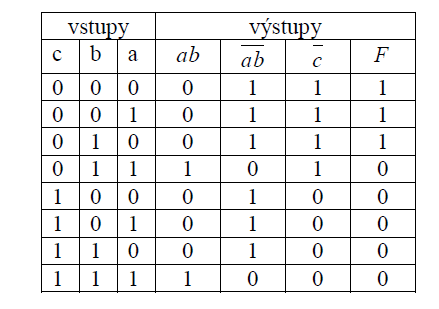 vstupy výstupy
c b a ab a̅b̅ c̅ F
0 0 0 0 1 1 1
0 0 1 0 1 1 1
0 1 0 0 1 1 1
0 1 1 1 0 1 0
1 0 0 0 1 0 0
1 0 1 0 1 0 0
1 1 0 0 1 0 0
1 1 1 1 0 0 0